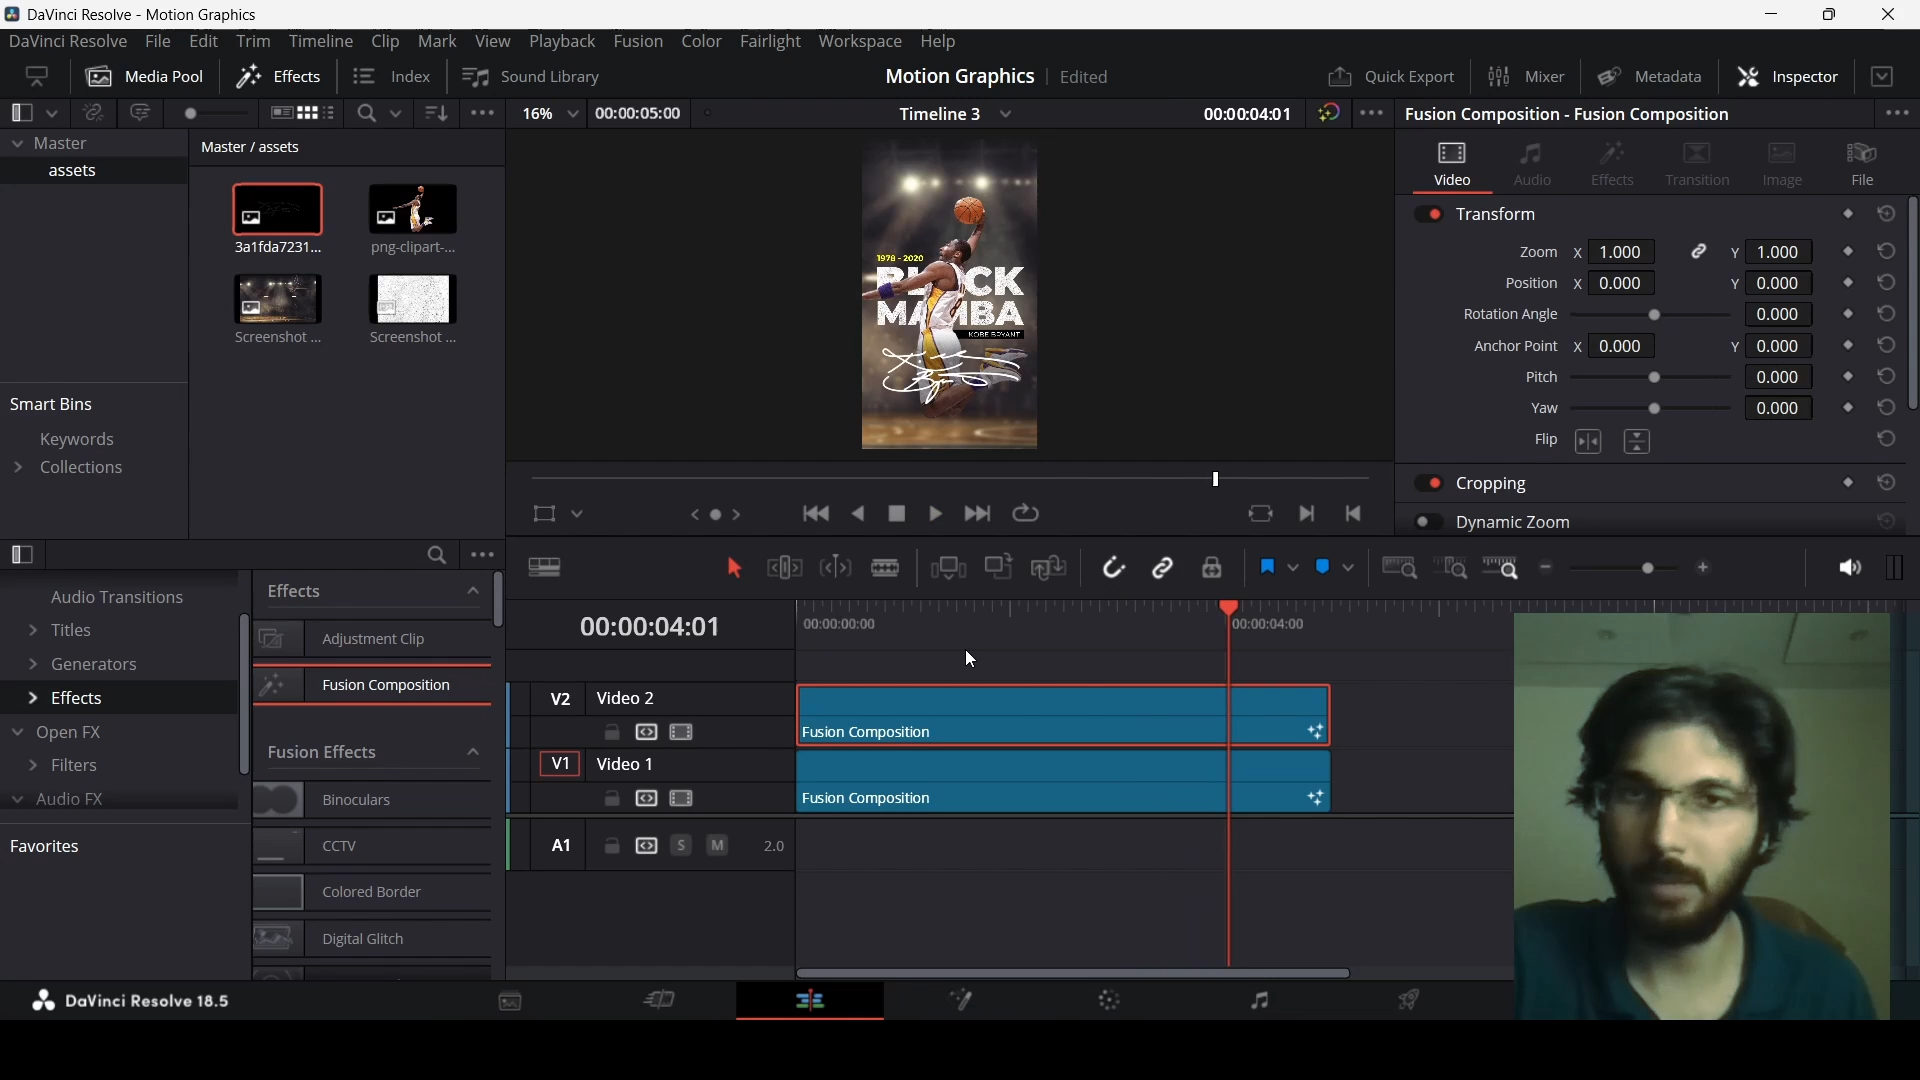 DaVinci Resolve - Motion Graphics
DaVinci Resolve File Edit Trim Timeline Clip Mark View Playback Fusion Color Fairlight Workspace Help
Media Pool Effects Index Sound Library Motion Graphics Edited Quick Export Mixer Metadata Inspector
16% 00:00:05:00 Timeline 3 00:00:04:01 Fusion Composition - Fusion Composition
Master
assets
Master / assets
3a1fda7231...
png-clipart-...
Screenshot ...
Screenshot ...
Smart Bins
Keywords
Collections
1978 - 2020
BLACK
MAMBA
KOBE BRYANT
Video Audio Effects Transition Image File
Transform
Zoom X 1.000 Y 1.000
Position X 0.000 Y 0.000
Rotation Angle 0.000
Anchor Point X 0.000 Y 0.000
Pitch 0.000
Yaw 0.000
Flip
Cropping
Dynamic Zoom
Audio Transitions
Titles
Generators
Effects
Open FX
Filters
Audio FX
Favorites
Effects
Adjustment Clip
Fusion Composition
Fusion Effects
Binoculars
CCTV
Colored Border
Digital Glitch
00:00:04:01
00:00:00:00 00:00:04:00
V2 Video 2
Fusion Composition
V1 Video 1
Fusion Composition
A1 S M 2.0
DaVinci Resolve 18.5